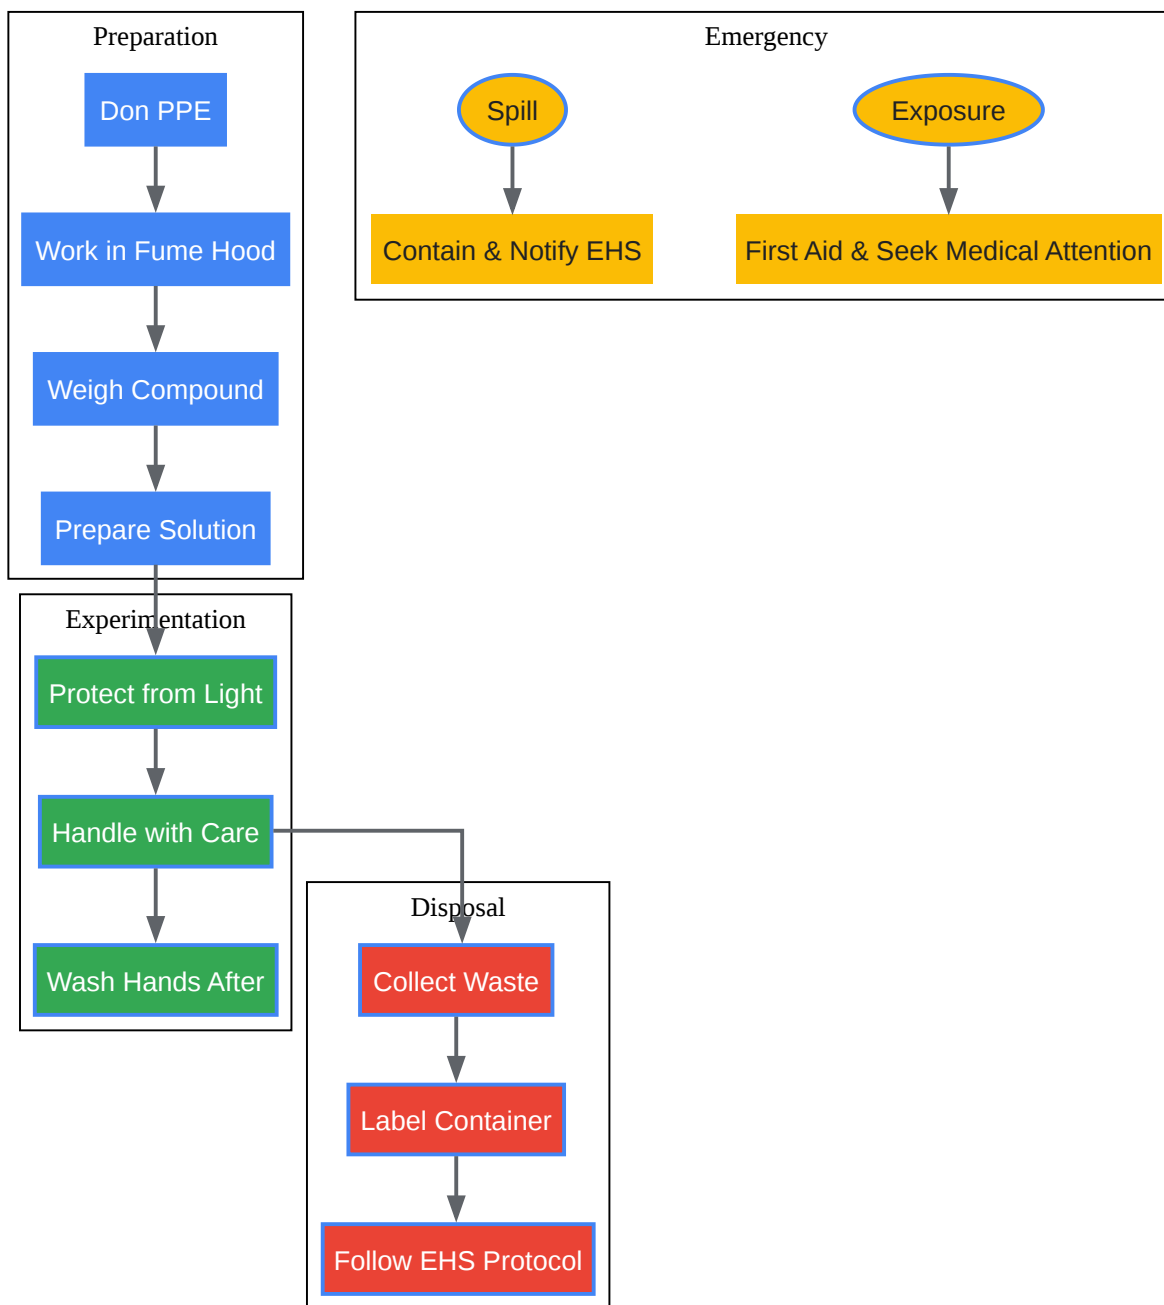 Preparation
Don PPE
Work in Fume Hood
Weigh Compound
Prepare Solution
Emergency
Spill
Exposure
Contain & Notify EHS
First Aid & Seek Medical Attention
Experimentation
Protect from Light
Handle with Care
Wash Hands After
Disposal
Collect Waste
Label Container
Follow EHS Protocol